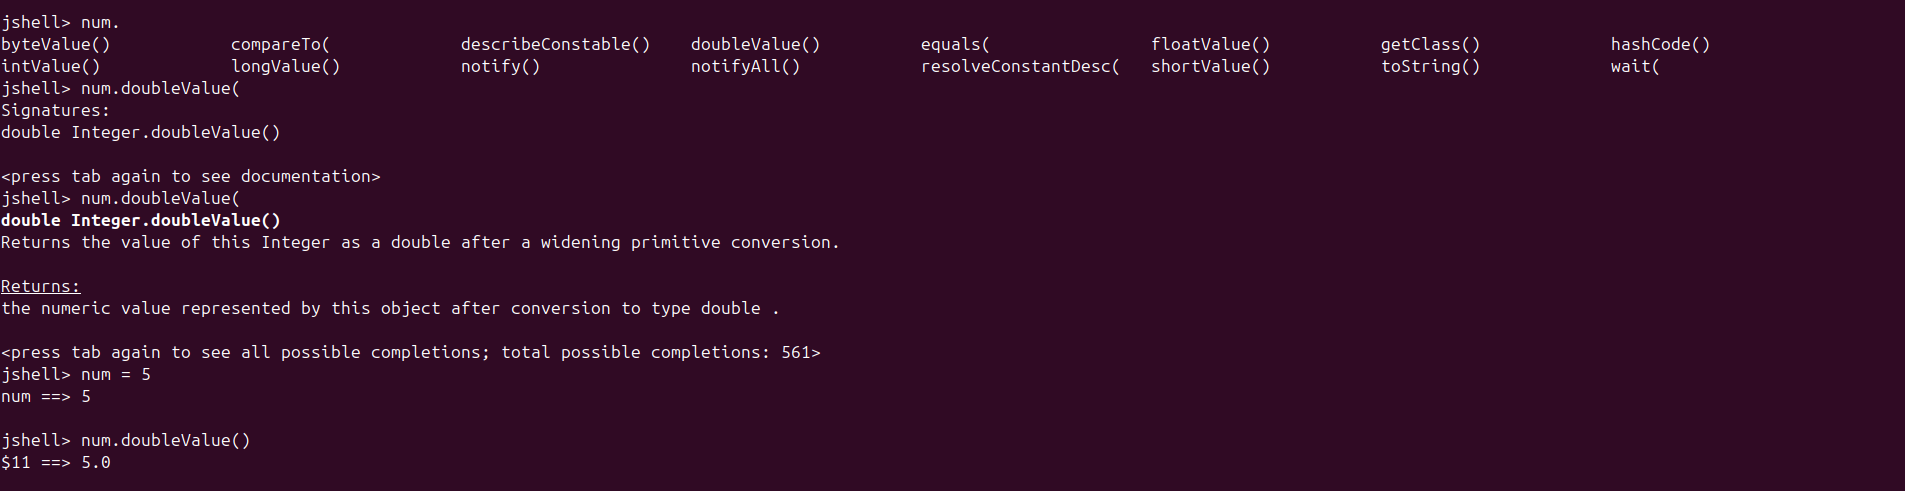 jshell> num.
byteValue() compareTo( describeConstable() doubleValue() equals( floatValue() getClass() hashCode()
intValue() longValue() notify() notifyAll() resolveConstantDesc( shortValue() toString() wait(
jshell> num.doubleValue(
Signatures:
double Integer.doubleValue()
<press tab again to see documentation>
jshell> num.doubleValue(
double Integer.doubleValue()
Returns the value of this Integer as a double after a widening primitive conversion.
Returns:
the numeric value represented by this object after conversion to type double .
<press tab again to see all possible completions; total possible completions: 561>
jshell> num = 5
num ==> 5
jshell> num.doubleValue()
$11 ==> 5.0